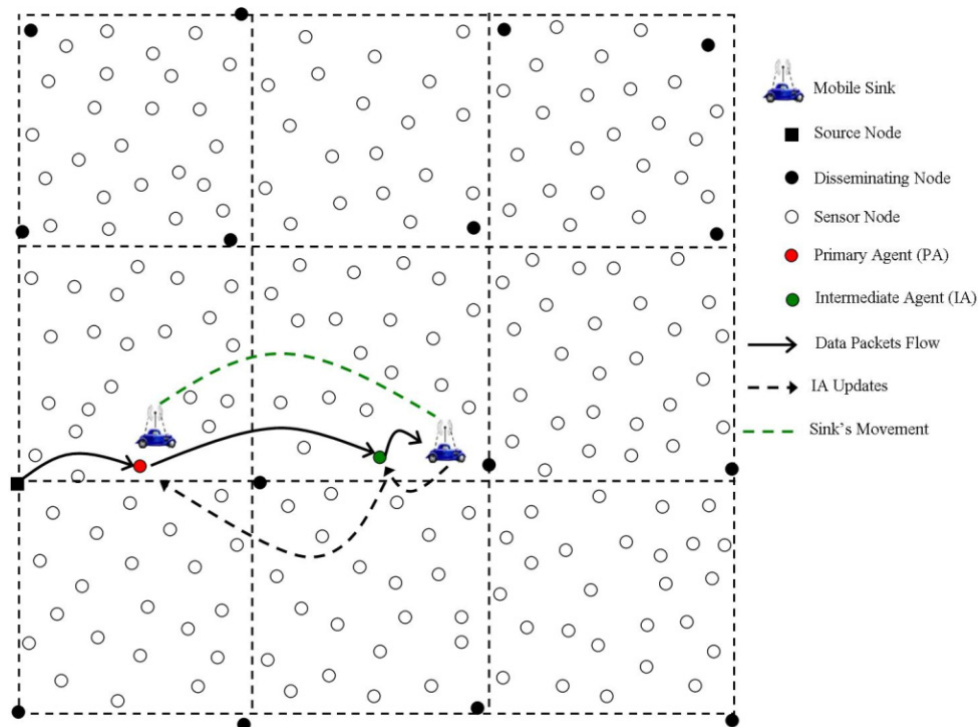 Mobile Sink
Source Node
Disseminating Node
Sensor Node
Primary Agent (PA)
Intermediate Agent (IA)
Data Packets Flow
IA Updates
Sink's Movement